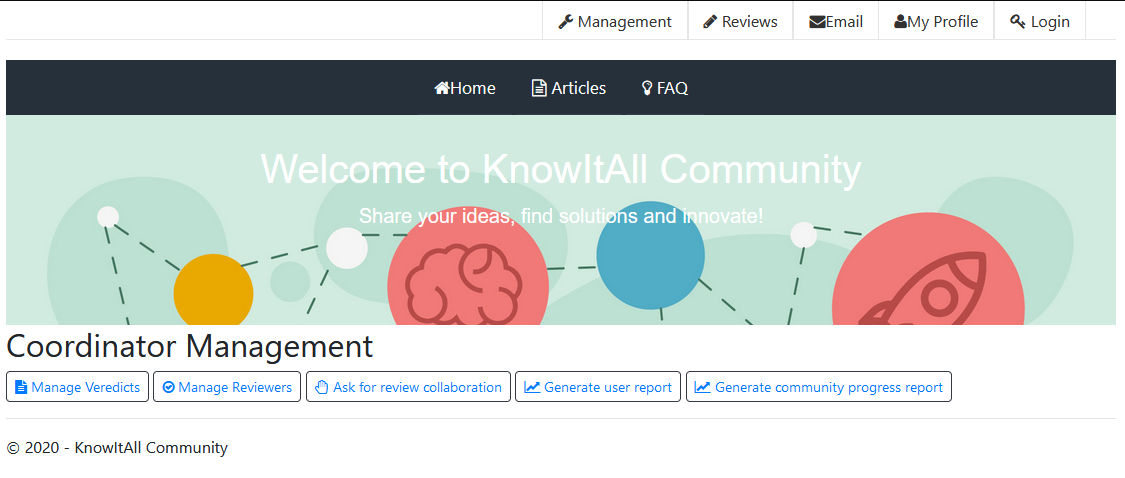 Management Reviews Email My Profile Login
Home Articles FAQ
Welcome to KnowItAll Community
Share your ideas, find solutions and innovate!
Coordinator Management
Manage Veredicts Manage Reviewers Ask for review collaboration Generate user report Generate community progress report
© 2020 - KnowItAll Community